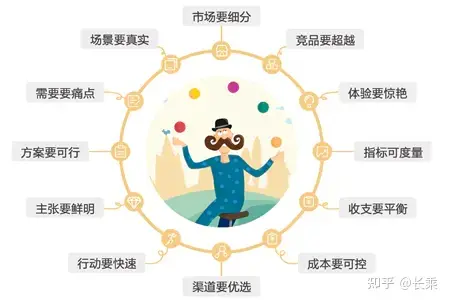 市场要细分
场景要真实
竞品要超越
需要要痛点
体验要惊艳
方案要可行
指标可度量
主张要鲜明
收支要平衡
行动要快速
成本要可控
渠道要优选
知乎 @长乘